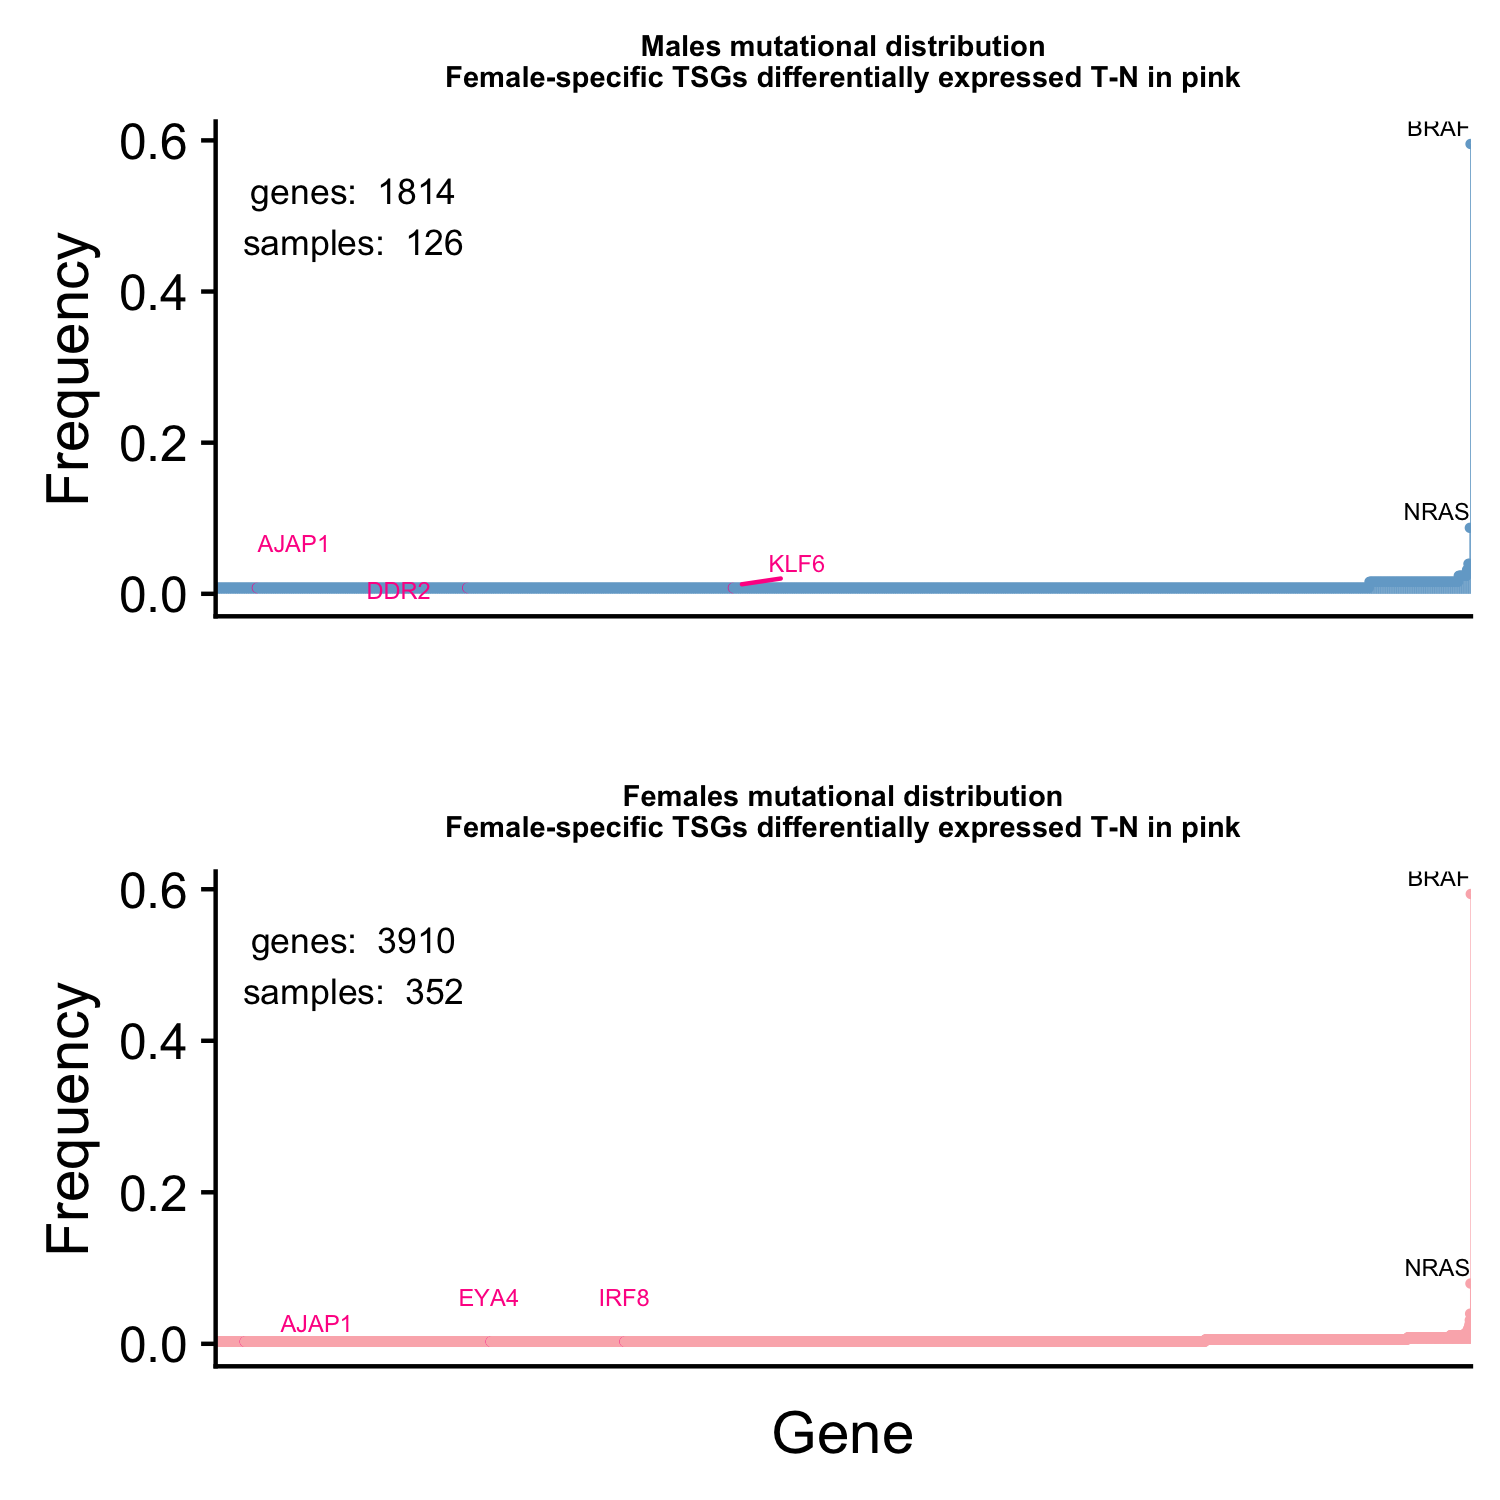 Males mutational distribution
Female-specific TSGs differentially expressed T-N in pink
Frequency
0.6
0.4
0.2
0.0
genes: 1814
samples: 126
BRAF
NRAS
AJAP1
DDR2
KLF6
Females mutational distribution
Female-specific TSGs differentially expressed T-N in pink
Frequency
0.6
0.4
0.2
0.0
genes: 3910
samples: 352
BRAF
NRAS
EYA4
IRF8
AJAP1
Gene